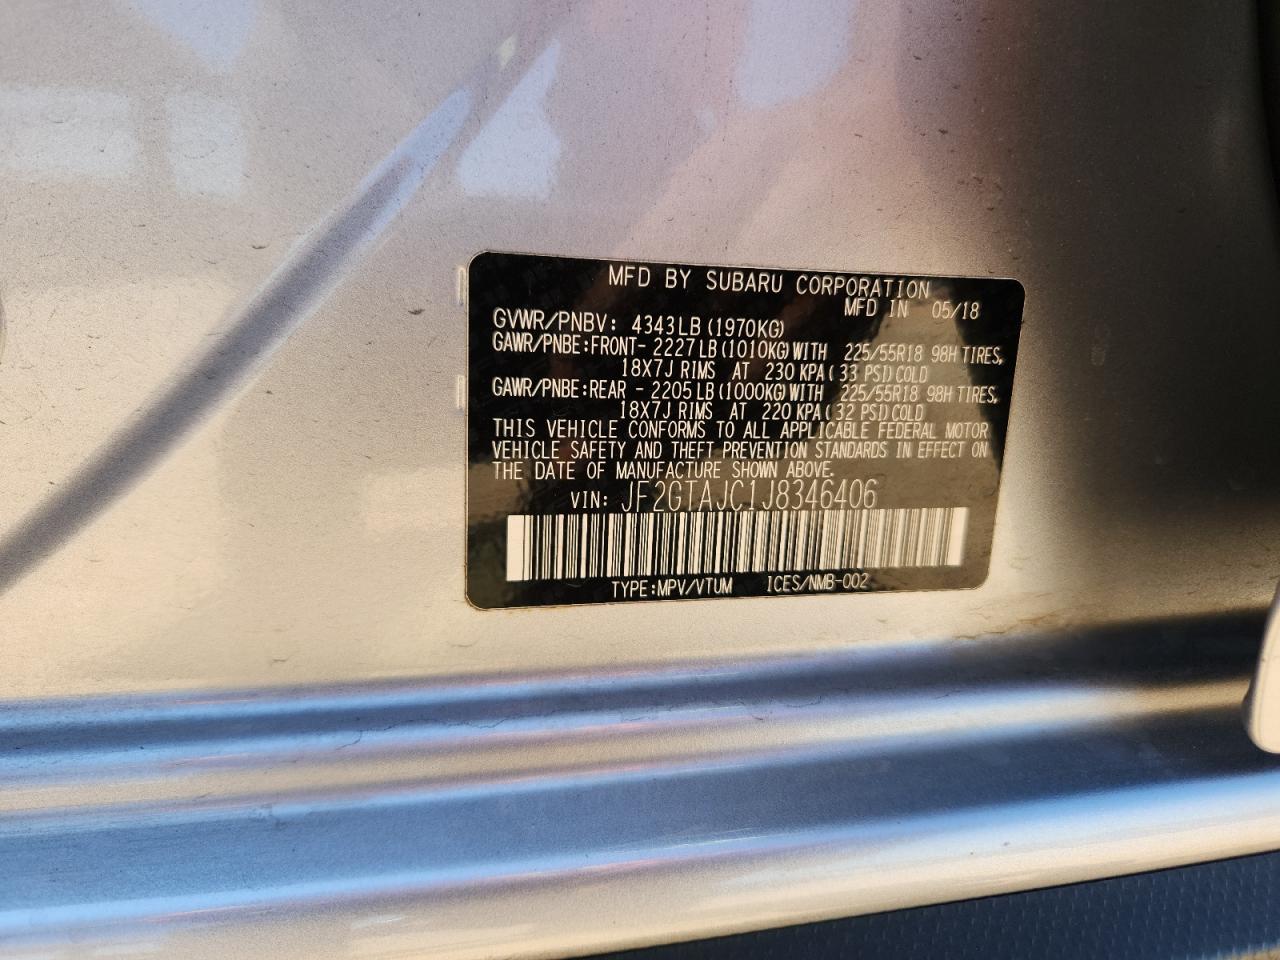 MFD BY SUBARU CORPORATION
MFD IN 05/18
GVWR/PNBV: 4343LB(1970KG)
GAWR/PNBE:FRONT- 2227LB(1010KG)WITH 225/55R18 98H TIRES,
18X7J RIMS AT 230 KPA( 33 PSI)COLD
GAWR/PNBE:REAR - 2205LB(1000KG)WITH 225/55R18 98H TIRES,
18X7J RIMS AT 220 KPA( 32 PSI)COLD
THIS VEHICLE CONFORMS TO ALL APPLICABLE FEDERAL MOTOR
VEHICLE SAFETY AND THEFT PREVENTION STANDARDS IN EFFECT ON
THE DATE OF MANUFACTURE SHOWN ABOVE.
VIN: JF2GTAJC1J8346406
TYPE:MPV/VTUM ICES/NMB-002